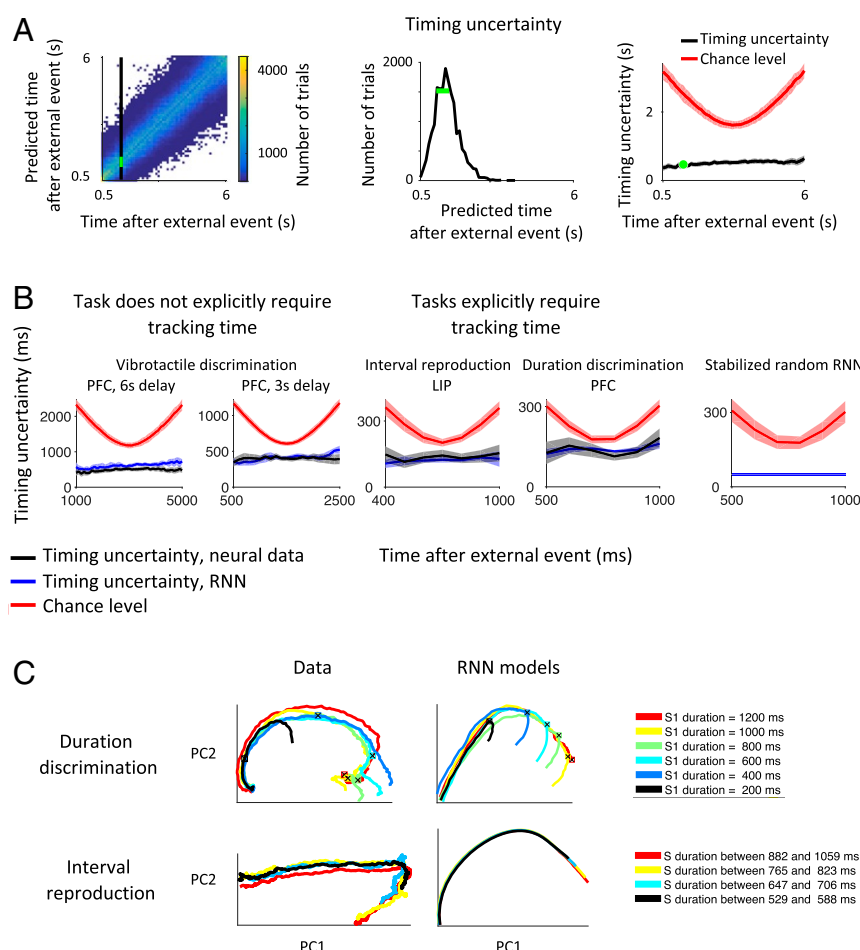 A
Timing uncertainty
Predicted time
after external event (s)
6
0.5
0.5
6
Time after external event (s)
4000
1000
Number of trials
Number of trials
2000
0
0.5
6
Predicted time
after external event (s)
Timing uncertainty (s)
2
0
0.5
6
Time after external event (s)
Timing uncertainty
Chance level
B
Task does not explicitly require
tracking time
Tasks explicitly require
tracking time
Timing uncertainty (ms)
Vibrotactile discrimination
PFC, 6s delay
PFC, 3s delay
Interval reproduction
LIP
Duration discrimination
PFC
Stabilized random RNN
2000
1000
0
1000
5000
1000
0
500
2500
300
0
400
1000
300
0
500
1000
300
0
500
1000
Timing uncertainty, neural data
Timing uncertainty, RNN
Chance level
Time after external event (ms)
C
Data
RNN models
Duration
discrimination
PC2
S1 duration = 1200 ms
S1 duration = 1000 ms
S1 duration = 800 ms
S1 duration = 600 ms
S1 duration = 400 ms
S1 duration = 200 ms
Interval
reproduction
PC2
PC1
PC1
S duration between 882 and 1059 ms
S duration between 765 and 823 ms
S duration between 647 and 706 ms
S duration between 529 and 588 ms